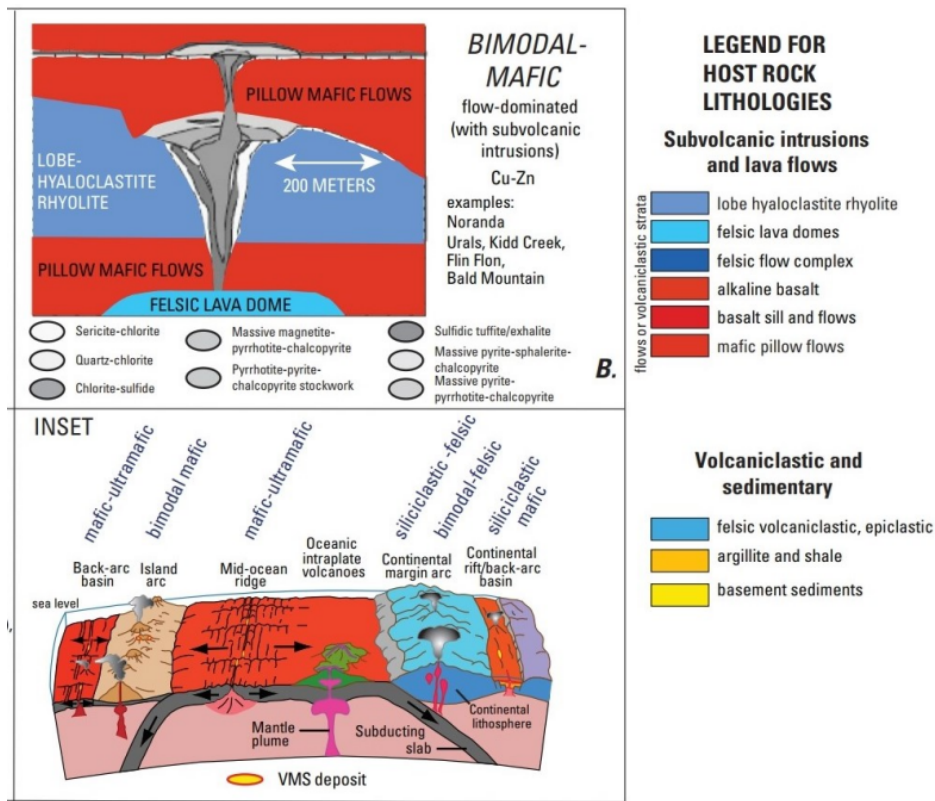 BIMODAL-
MAFIC
flow-dominated
(with subvolcanic
intrusions)
Cu-Zn
examples:
Noranda
Urals, Kidd Creek,
Flin Flon,
Bald Mountain
B.
PILLOW MAFIC FLOWS
LOBE-
HYALOCLASTITE
RHYOLITE
200 METERS
PILLOW MAFIC FLOWS
FELSIC LAVA DOME
Sericite-chlorite
Quartz-chlorite
Chlorite-sulfide
Massive magnetite-
pyrrhotite-chalcopyrite
Pyrrhotite-pyrite-
chalcopyrite stockwork
Sulfidic tuffite/exhalite
Massive pyrite-sphalerite-
chalcopyrite
Massive pyrite-
pyrrhotite-chalcopyrite
LEGEND FOR
HOST ROCK
LITHOLOGIES
Subvolcanic intrusions
and lava flows
flows or volcaniclastic strata
lobe hyaloclastite rhyolite
felsic lava domes
felsic flow complex
alkaline basalt
basalt sill and flows
mafic pillow flows
Volcaniclastic and
sedimentary
felsic volcaniclastic, epiclastic
argillite and shale
basement sediments
INSET
mafic-ultramafic
bimodal mafic
mafic-ultramafic
siliciclastic -felsic
bimodal-felsic
siliciclastic
mafic
Back-arc
basin
Island
arc
Mid-ocean
ridge
Oceanic
intraplate
volcanoes
Continental
margin arc
Continental
rift/back-arc
basin
sea level
Mantle
plume
Subducting
slab
Continental
lithosphere
VMS deposit